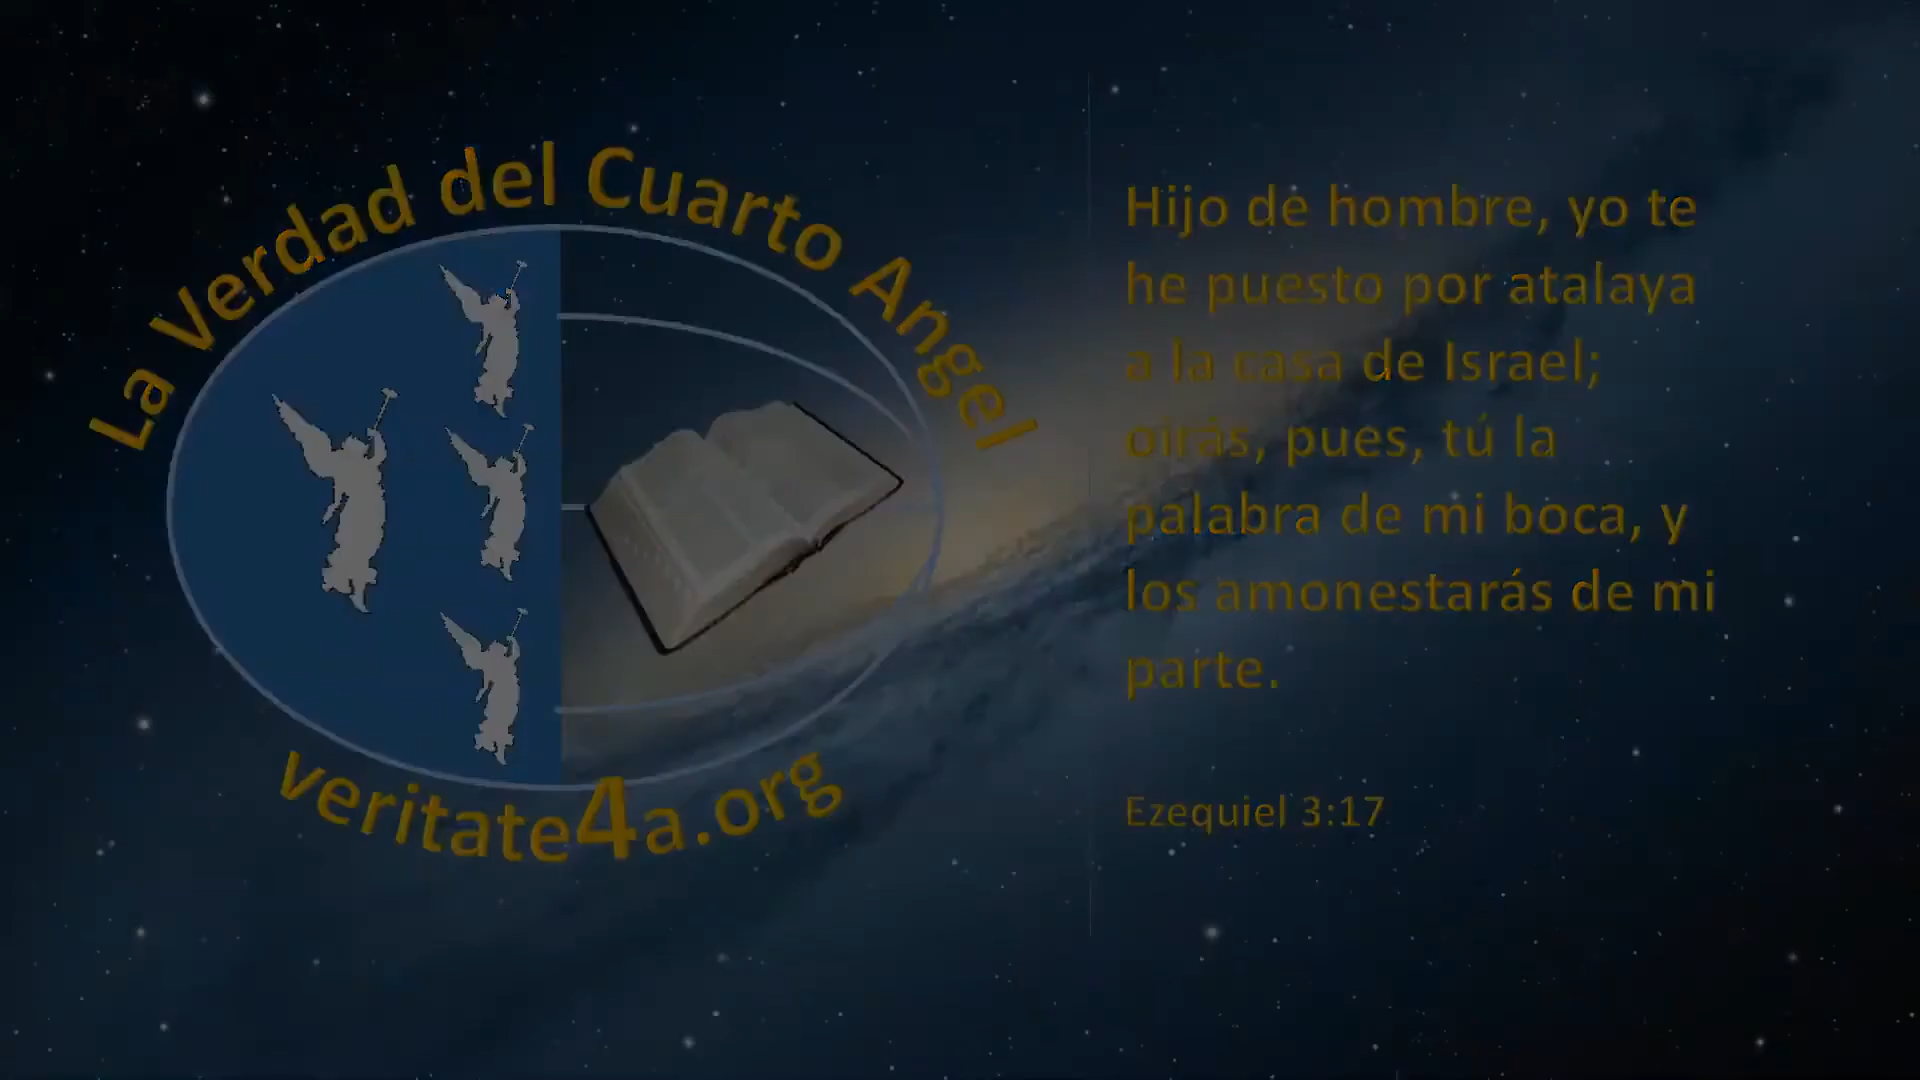 La Verdad del Cuarto Angel
veritate4a.org
Hijo de hombre, yo te
he puesto por atalaya
a la casa de Israel;
oirás, pues, tú la
palabra de mi boca, y
los amonestarás de mi
parte.
Ezequiel 3:17